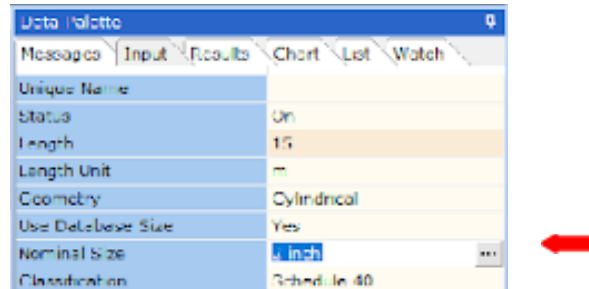 Data Palette
Messages Input Results Chart List Watch
Unique Name
Status On
Length 15
Length Unit m
Geometry Cylindrical
Use Database Size Yes
Nominal Size inch ...
Classification Schedule 40